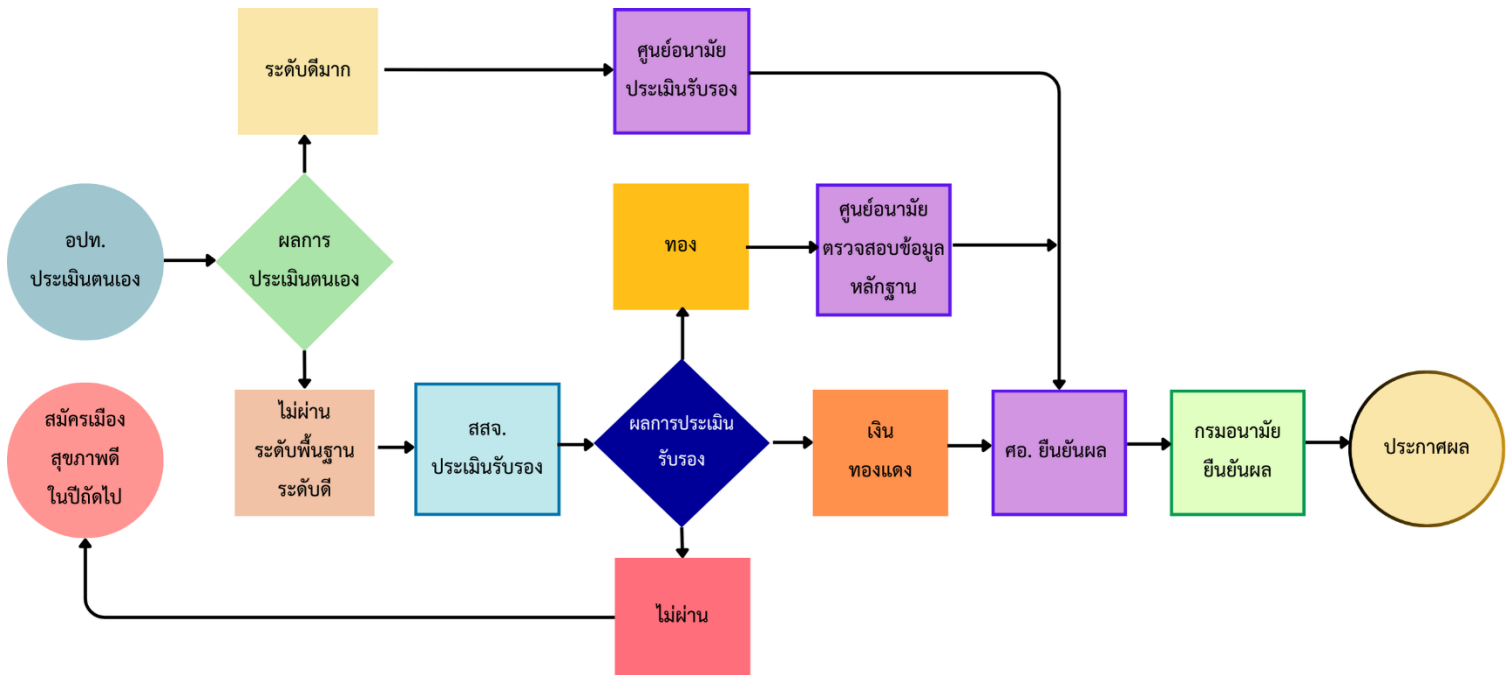 ระดับดีมาก
ศูนย์อนามัย
ประเมินรับรอง
อปท.
ประเมินตนเอง
ผลการ
ประเมินตนเอง
ทอง
ศูนย์อนามัย
ตรวจสอบข้อมูล
หลักฐาน
สมัครเมือง
สุขภาพดี
ในปีถัดไป
ไม่ผ่าน
ระดับพื้นฐาน
ระดับดี
สสจ.
ประเมินรับรอง
ผลการประเมิน
รับรอง
เงิน
ทองแดง
ศอ. ยืนยันผล
กรมอนามัย
ยืนยันผล
ประกาศผล
ไม่ผ่าน